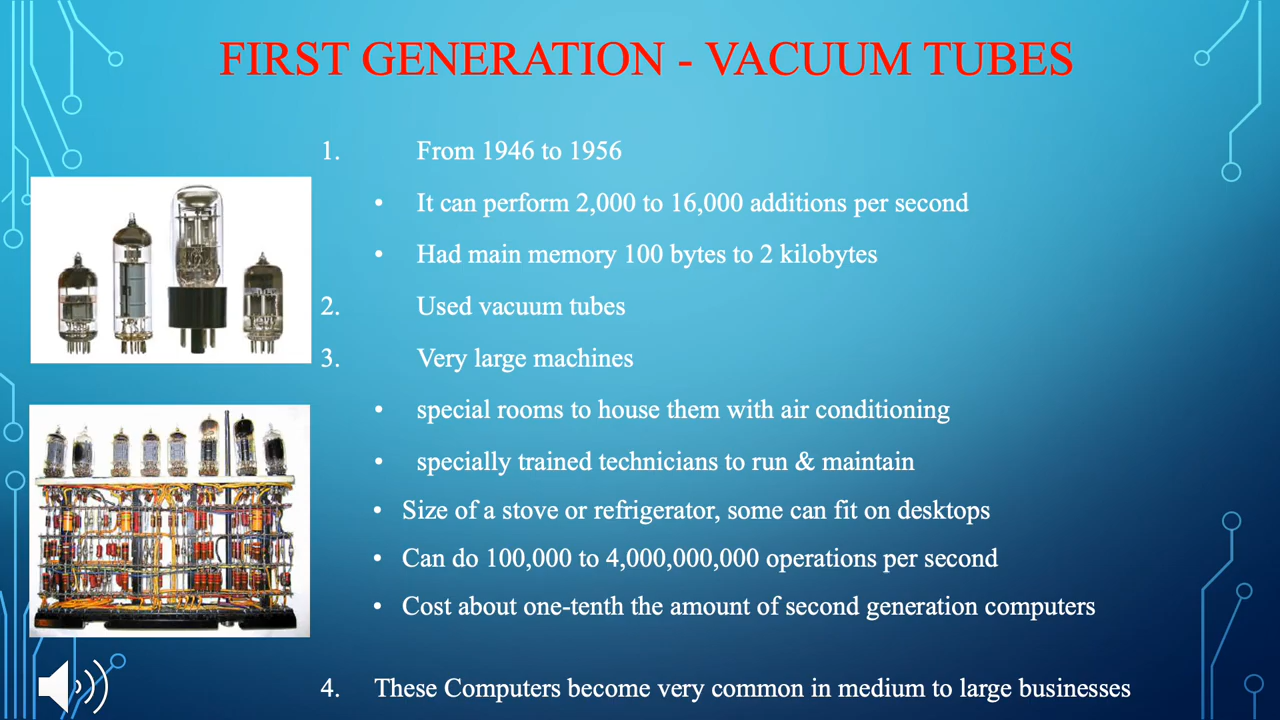 FIRST GENERATION - VACUUM TUBES
1. From 1946 to 1956
• It can perform 2,000 to 16,000 additions per second
• Had main memory 100 bytes to 2 kilobytes
2. Used vacuum tubes
3. Very large machines
• special rooms to house them with air conditioning
• specially trained technicians to run & maintain
• Size of a stove or refrigerator, some can fit on desktops
• Can do 100,000 to 4,000,000,000 operations per second
• Cost about one-tenth the amount of second generation computers
4. These Computers become very common in medium to large businesses